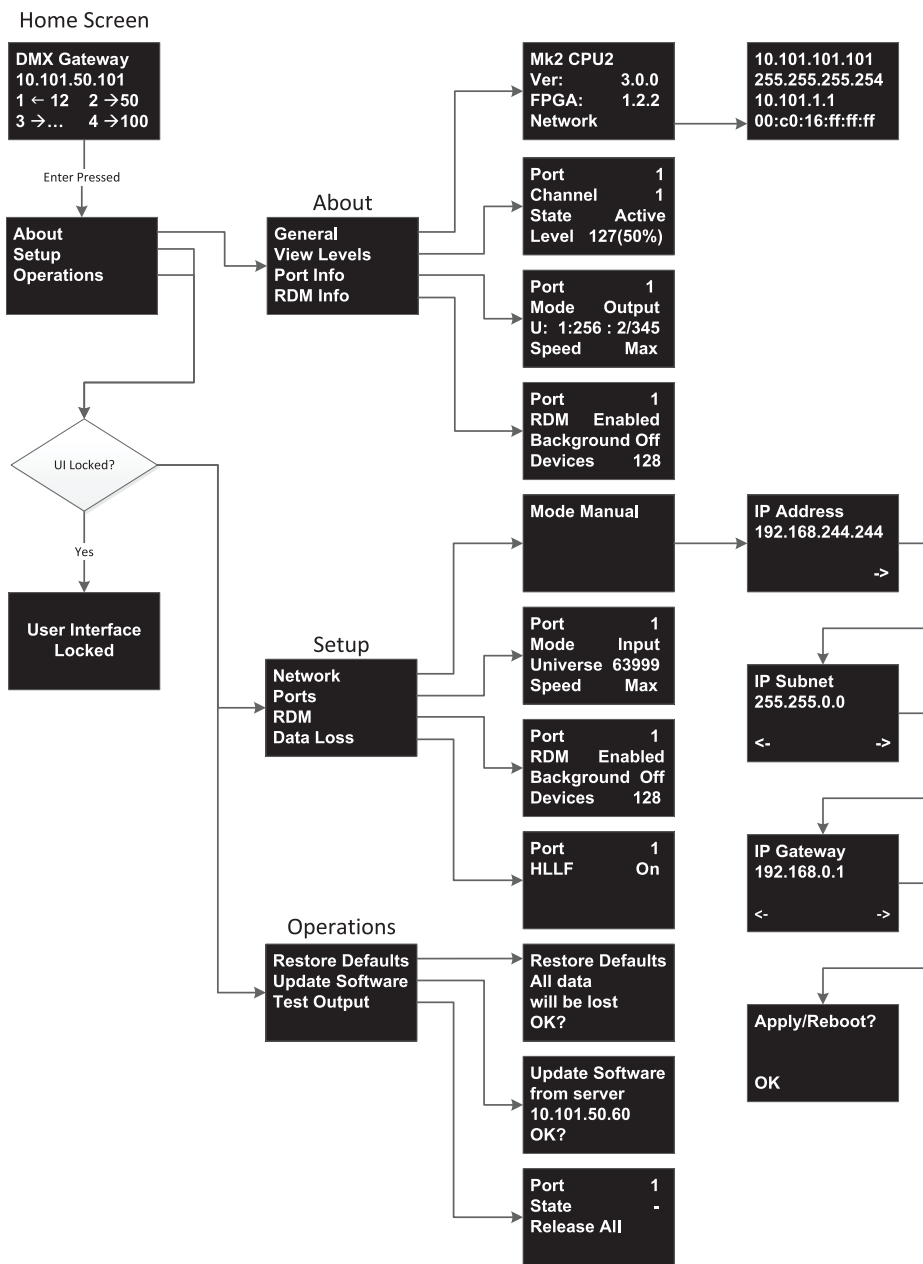 Home Screen
DMX Gateway
10.101.50.101
1 ← 12 2 →50
3 →... 4 →100
Enter Pressed
About
Setup
Operations
UI Locked?
Yes
User Interface
Locked
About
General
View Levels
Port Info
RDM Info
Mk2 CPU2
Ver: 3.0.0
FPGA: 1.2.2
Network
10.101.101.101
255.255.255.254
10.101.1.1
00:c0:16:ff:ff:ff
Port 1
Channel 1
State Active
Level 127(50%)
Port 1
Mode Output
U: 1:256 : 2/345
Speed Max
Port 1
RDM Enabled
Background Off
Devices 128
Setup
Network
Ports
RDM
Data Loss
Mode Manual
IP Address
192.168.244.244
->
IP Subnet
255.255.0.0
<- ->
IP Gateway
192.168.0.1
<- ->
Apply/Reboot?
OK
Port 1
Mode Input
Universe 63999
Speed Max
Port 1
RDM Enabled
Background Off
Devices 128
Port 1
HLLF On
Operations
Restore Defaults
Update Software
Test Output
Restore Defaults
All data
will be lost
OK?
Update Software
from server
10.101.50.60
OK?
Port 1
State -
Release All